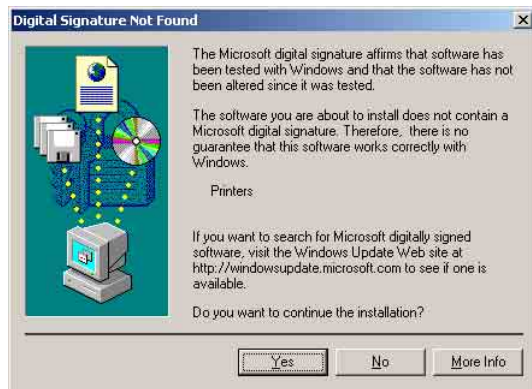 Digital Signature Not Found
The Microsoft digital signature affirms that software has
been tested with Windows and that the software has not
been altered since it was tested.
The software you are about to install does not contain a
Microsoft digital signature. Therefore, there is no
guarantee that this software works correctly with
Windows.
Printers
If you want to search for Microsoft digitally signed
software, visit the Windows Update Web site at
http://windowsupdate.microsoft.com to see if one is
available.
Do you want to continue the installation?
Yes No More Info